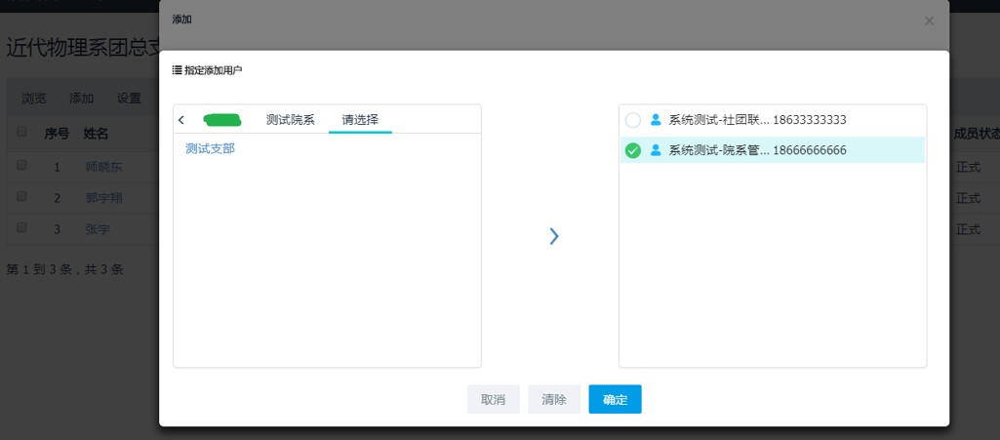 添加
×
近代物理系团总支
指定添加用户
浏览 添加 设置
测试院系 请选择
系统测试-社团联... 18633333333
序号 姓名
成员状态
测试支部
系统测试-院系管... 18666666666
1 师晓东 正式
2 郭宇翔 正式
3 张宇 正式
第 1 到 3 条，共 3 条
取消 清除 确定